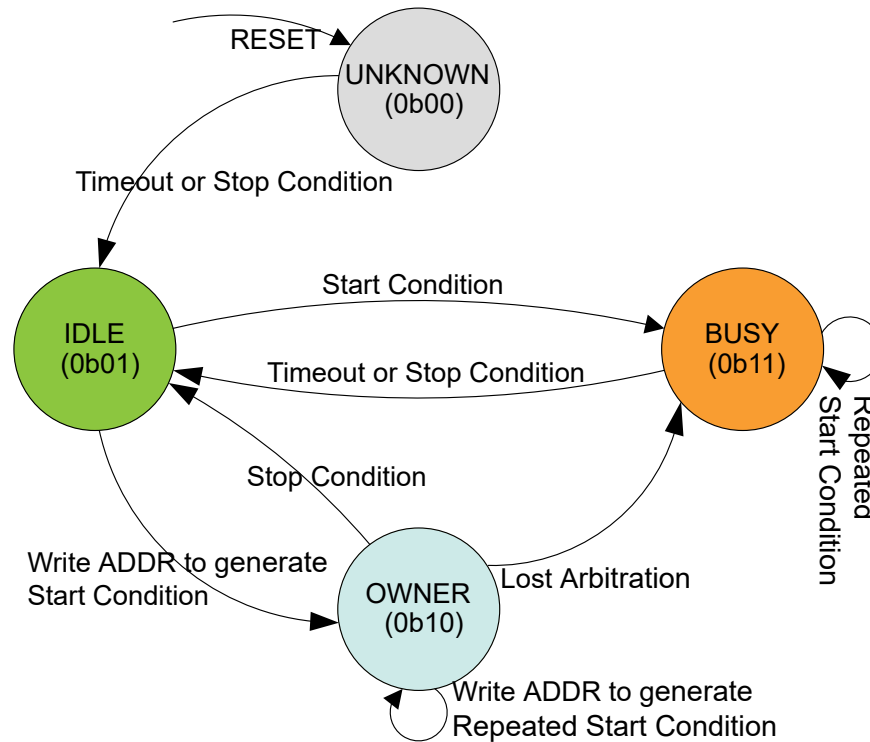 RESET
UNKNOWN
(0b00)
Timeout or Stop Condition
Start Condition
IDLE
(0b01)
BUSY
(0b11)
Timeout or Stop Condition
Repeated
Start Condition
Stop Condition
Write ADDR to generate
Start Condition
Lost Arbitration
OWNER
(0b10)
Write ADDR to generate
Repeated Start Condition